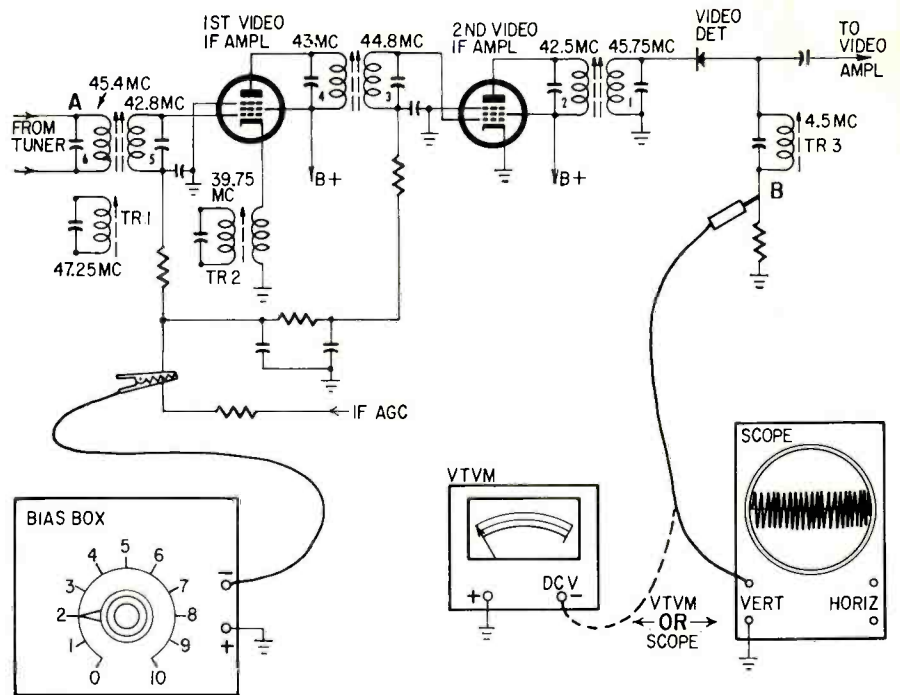 1ST VIDEO
IF AMPL
43MC
44.8MC
2ND VIDEO
IF AMPL
42.5MC
45.75MC
VIDEO
DET
TO
VIDEO
AMPL
A
45.4MC
42.8MC
FROM
TUNER
6
5
4
3
2
1
4.5MC
TR 3
B
B+
B+
39.75
MC
TR 1
47.25MC
TR 2
IF AGC
BIAS BOX
0
1
2
3
4
5
6
7
8
9
10
−
+
VTVM
+
DC V
−
VTVM
OR
SCOPE
SCOPE
VERT
HORIZ